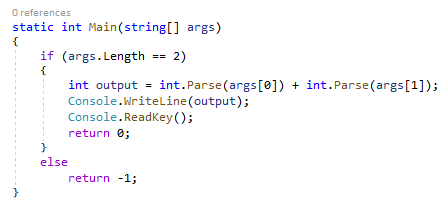 0 references
static int Main(string[] args)
{
    if (args.Length == 2)
    {
        int output = int.Parse(args[0]) + int.Parse(args[1]);
        Console.WriteLine(output);
        Console.ReadKey();
        return 0;
    }
    else
        return -1;
}